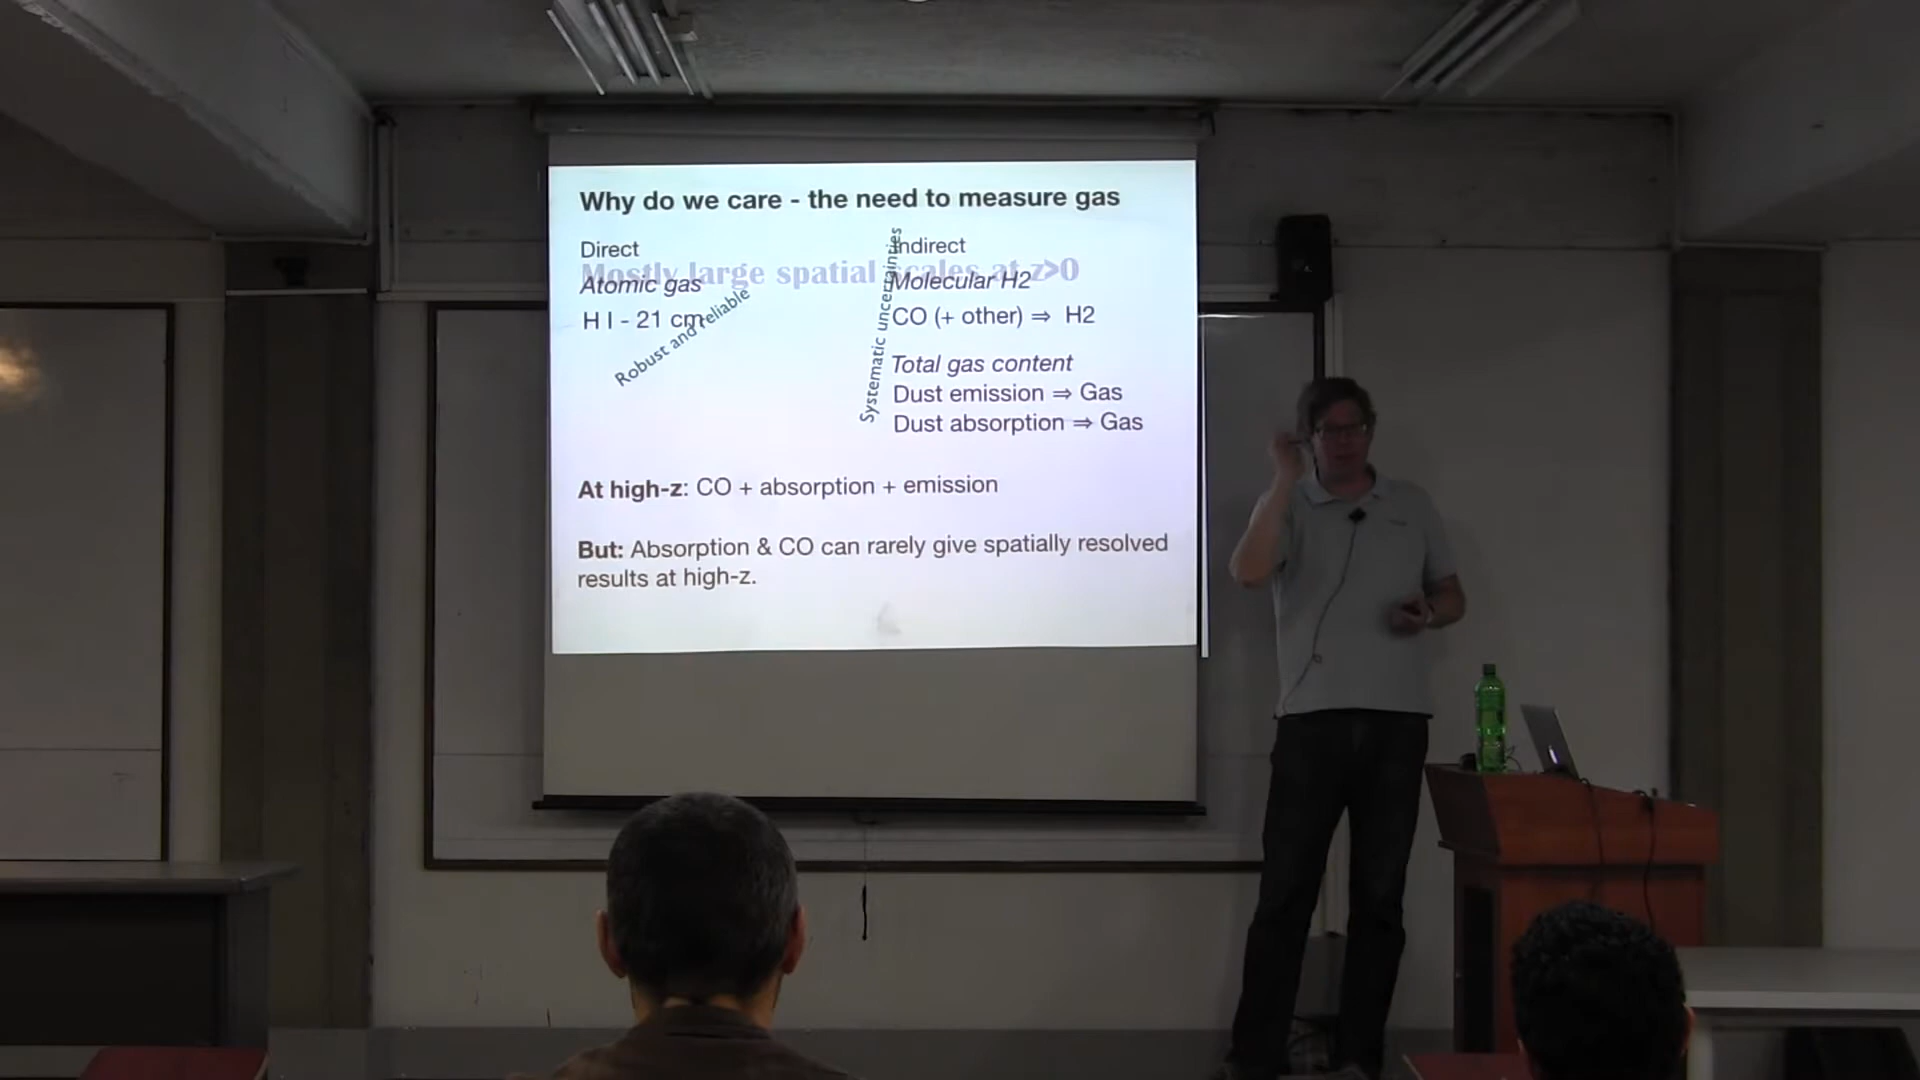 Why do we care - the need to measure gas
Direct
Mostly large spatial scales at z>0
Atomic gas
H I - 21 cm
Robust and reliable
Systematic uncertainties
Indirect
Molecular H2
CO (+ other) ⇒ H2
Total gas content
Dust emission ⇒ Gas
Dust absorption ⇒ Gas
At high-z: CO + absorption + emission
But: Absorption & CO can rarely give spatially resolved
results at high-z.